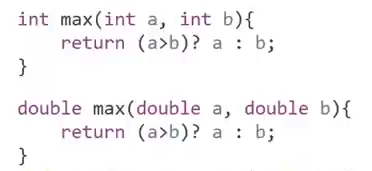 int max(int a, int b){
    return (a>b)? a : b;
}
double max(double a, double b){
    return (a>b)? a : b;
}